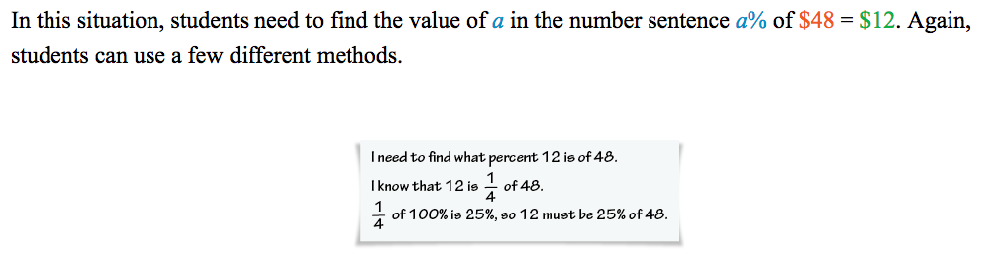 In this situation, students need to find the value of a in the number sentence a% of $48 = $12. Again,
students can use a few different methods.
I need to find what percent 12 is of 48.
I know that 12 is 1/4 of 48.
1/4 of 100% is 25%, so 12 must be 25% of 48.